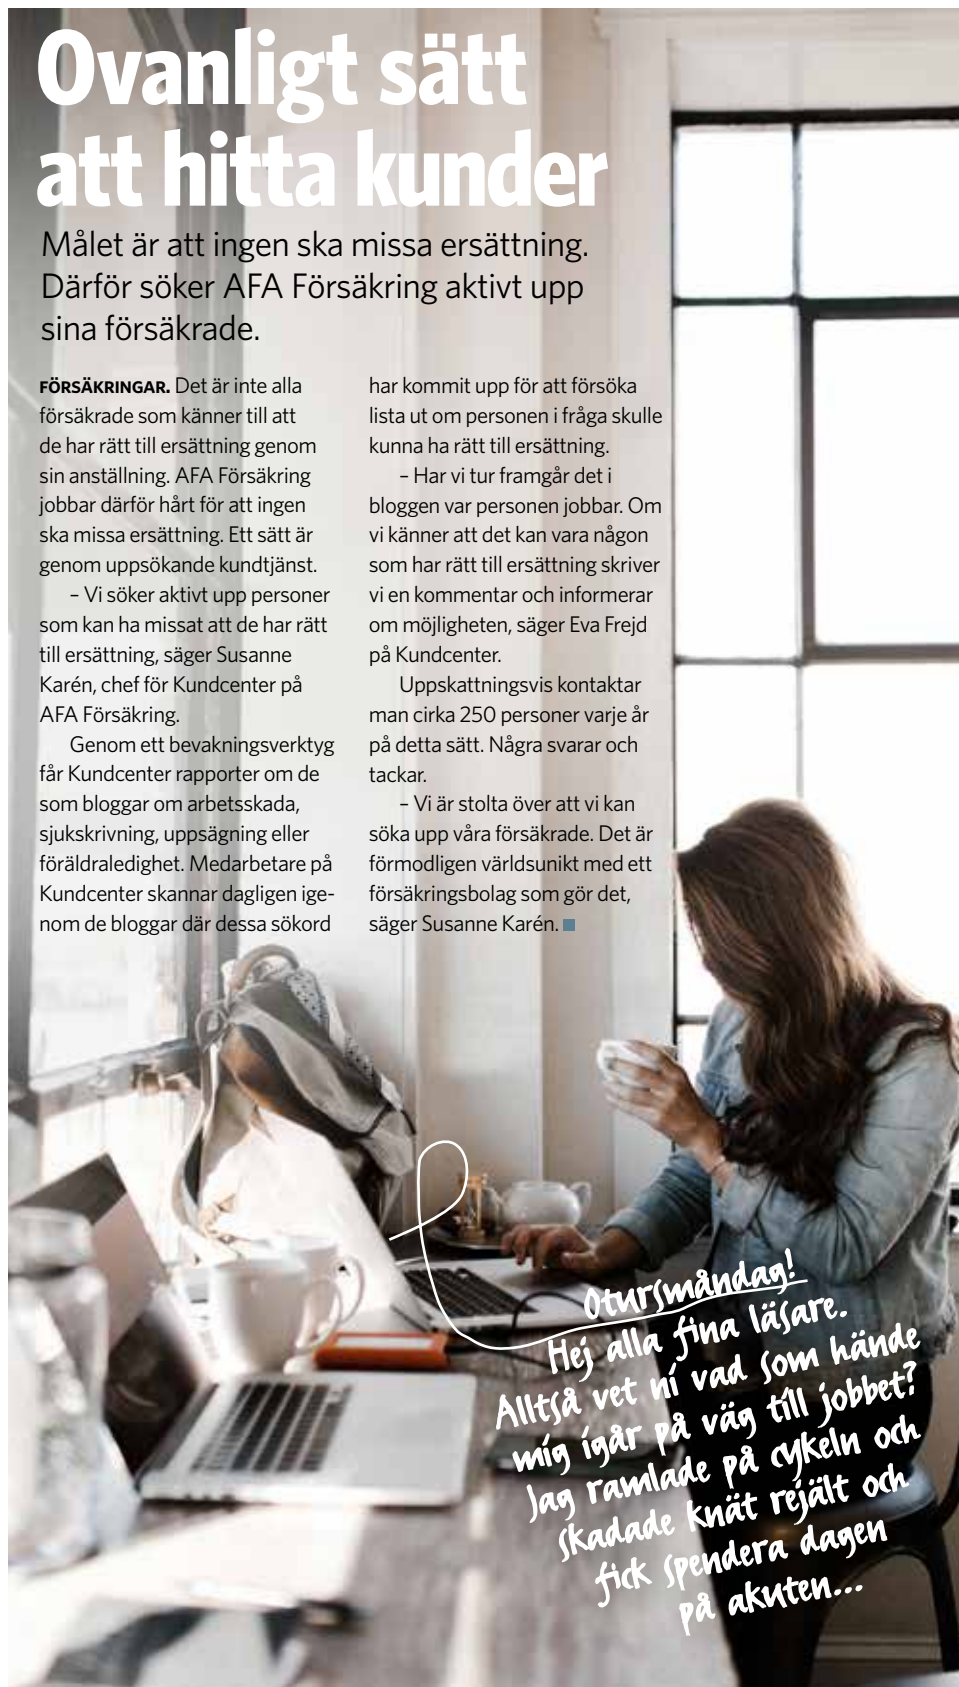 Ovanligt sätt
att hitta kunder
Målet är att ingen ska missa ersättning.
Därför söker AFA Försäkring aktivt upp
sina försäkrade.
FÖRSÄKRINGAR. Det är inte alla
försäkrade som känner till att
de har rätt till ersättning genom
sin anställning. AFA Försäkring
jobbar därför hårt för att ingen
ska missa ersättning. Ett sätt är
genom uppsökande kundtjänst.
– Vi söker aktivt upp personer
som kan ha missat att de har rätt
till ersättning, säger Susanne
Karén, chef för Kundcenter på
AFA Försäkring.
Genom ett bevakningsverktyg
får Kundcenter rapporter om de
som bloggar om arbetsskada,
sjukskrivning, uppsägning eller
föräldraledighet. Medarbetare på
Kundcenter skannar dagligen ige-
nom de bloggar där dessa sökord
har kommit upp för att försöka
lista ut om personen i fråga skulle
kunna ha rätt till ersättning.
– Har vi tur framgår det i
bloggen var personen jobbar. Om
vi känner att det kan vara någon
som har rätt till ersättning skriver
vi en kommentar och informerar
om möjligheten, säger Eva Frejd
på Kundcenter.
Uppskattningsvis kontaktar
man cirka 250 personer varje år
på detta sätt. Några svarar och
tackar.
– Vi är stolta över att vi kan
söka upp våra försäkrade. Det är
förmodligen världsunikt med ett
försäkringsbolag som gör det,
säger Susanne Karén.
Otursmåndag!
Hej alla fina läsare.
Alltså vet ni vad som hände
mig igår på väg till jobbet?
Jag ramlade på cykeln och
skadade knät rejält och
fick spendera dagen
på akuten...